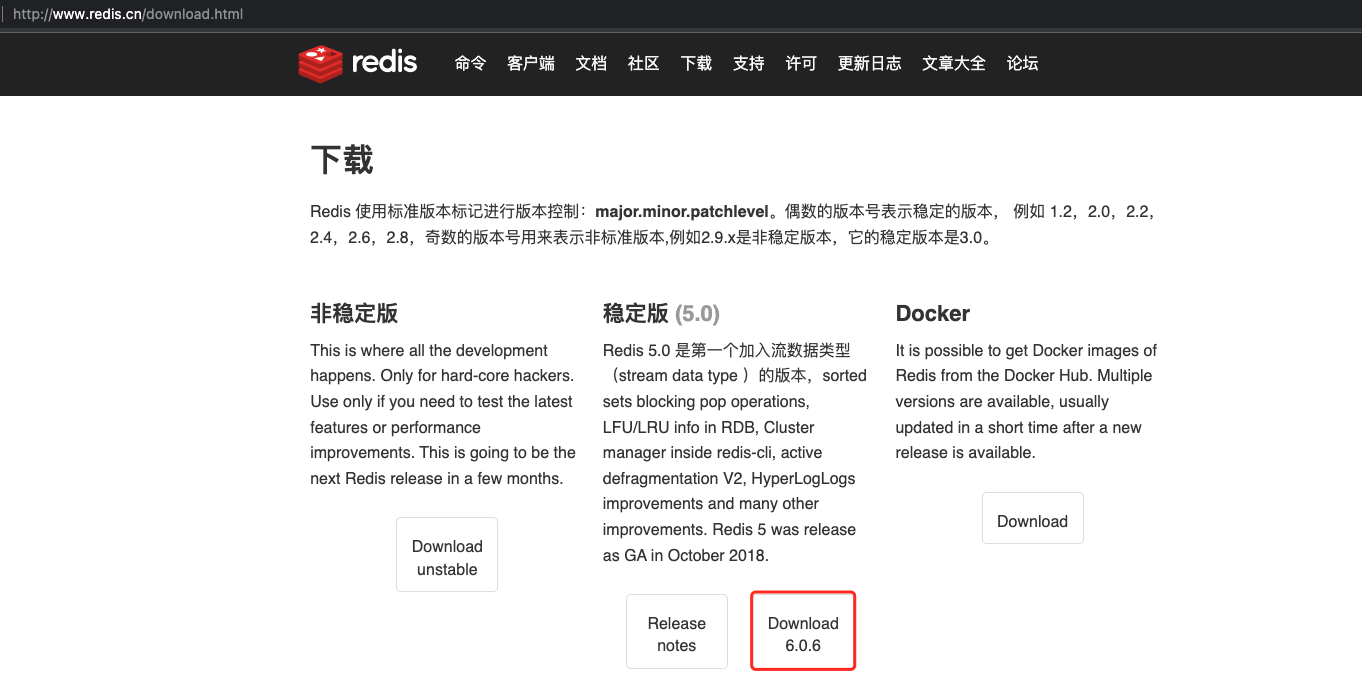 http://www.redis.cn/download.html
redis 命令 客户端 文档 社区 下载 支持 许可 更新日志 文章大全 论坛
下载
Redis 使用标准版本标记进行版本控制：major.minor.patchlevel。偶数的版本号表示稳定的版本， 例如 1.2，2.0，2.2，
2.4，2.6，2.8，奇数的版本号用来表示非标准版本,例如2.9.x是非稳定版本，它的稳定版本是3.0。
非稳定版
This is where all the development
happens. Only for hard-core hackers.
Use only if you need to test the latest
features or performance
improvements. This is going to be the
next Redis release in a few months.
Download
unstable
稳定版 (5.0)
Redis 5.0 是第一个加入流数据类型
（stream data type ）的版本，sorted
sets blocking pop operations,
LFU/LRU info in RDB, Cluster
manager inside redis-cli, active
defragmentation V2, HyperLogLogs
improvements and many other
improvements. Redis 5 was release
as GA in October 2018.
Release
notes
Download
6.0.6
Docker
It is possible to get Docker images of
Redis from the Docker Hub. Multiple
versions are available, usually
updated in a short time after a new
release is available.
Download